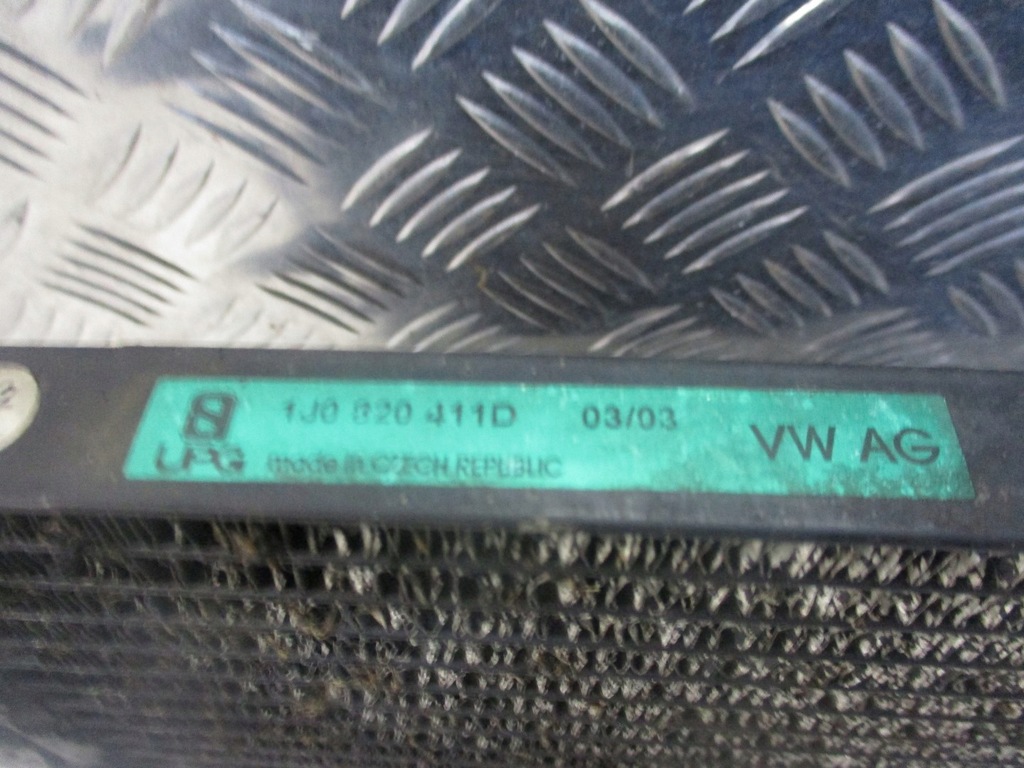 1J0 820 411D 03/03
VW AG
made in CZECH REPUBLIC